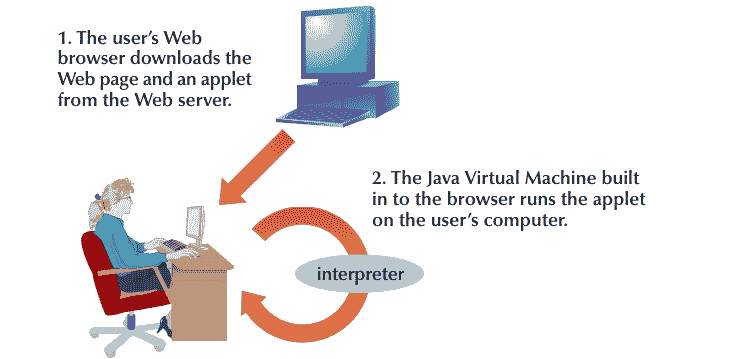 1. The user's Web
browser downloads the
Web page and an applet
from the Web server.
2. The Java Virtual Machine built
in to the browser runs the applet
on the user's computer.
interpreter